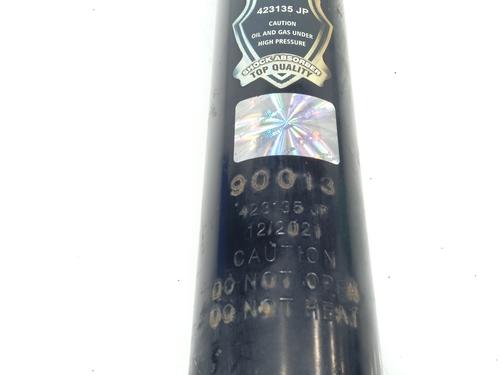 423135 JP
CAUTION
OIL AND GAS UNDER
HIGH PRESSURE
SHOCK ABSORBER
TOP QUALITY
90013
423135 JP
12/2021
CAUTION
DO NOT OPEN
DO NOT HEAT